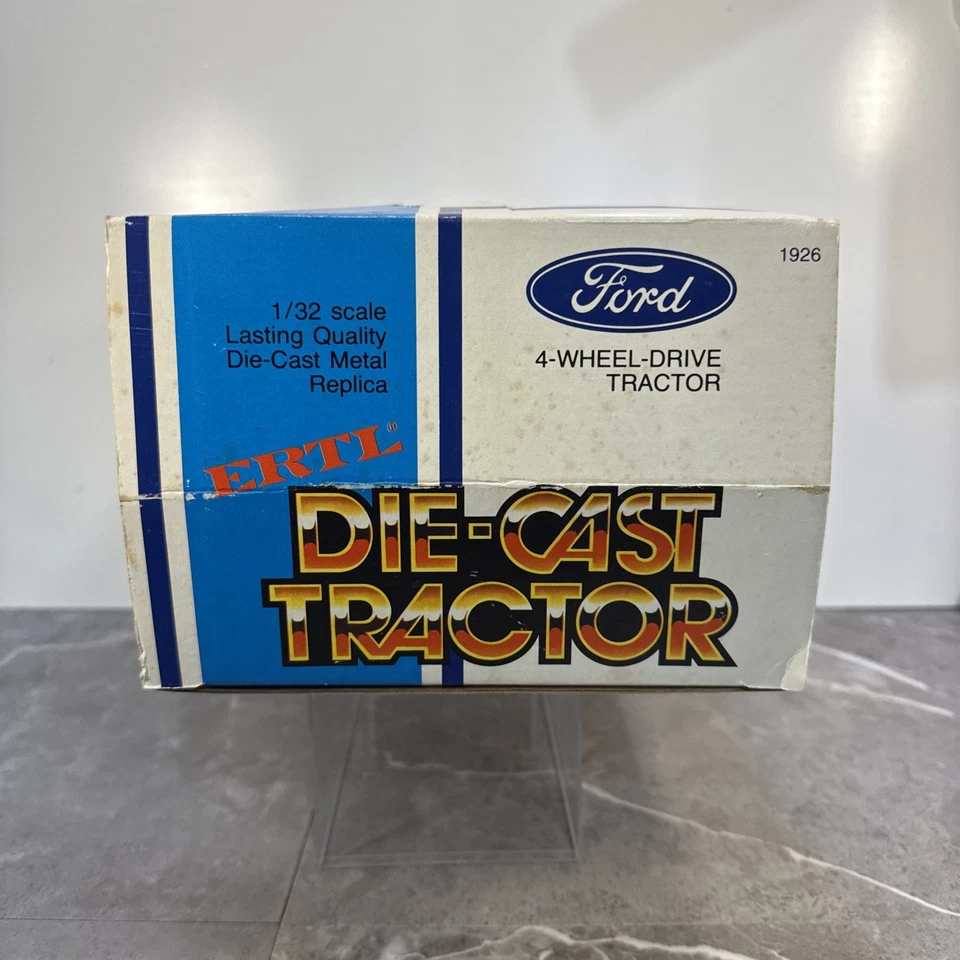 1/32 scale
Lasting Quality
Die-Cast Metal
Replica
ERTL®
Ford
1926
4-WHEEL-DRIVE
TRACTOR
DIE-CAST
TRACTOR